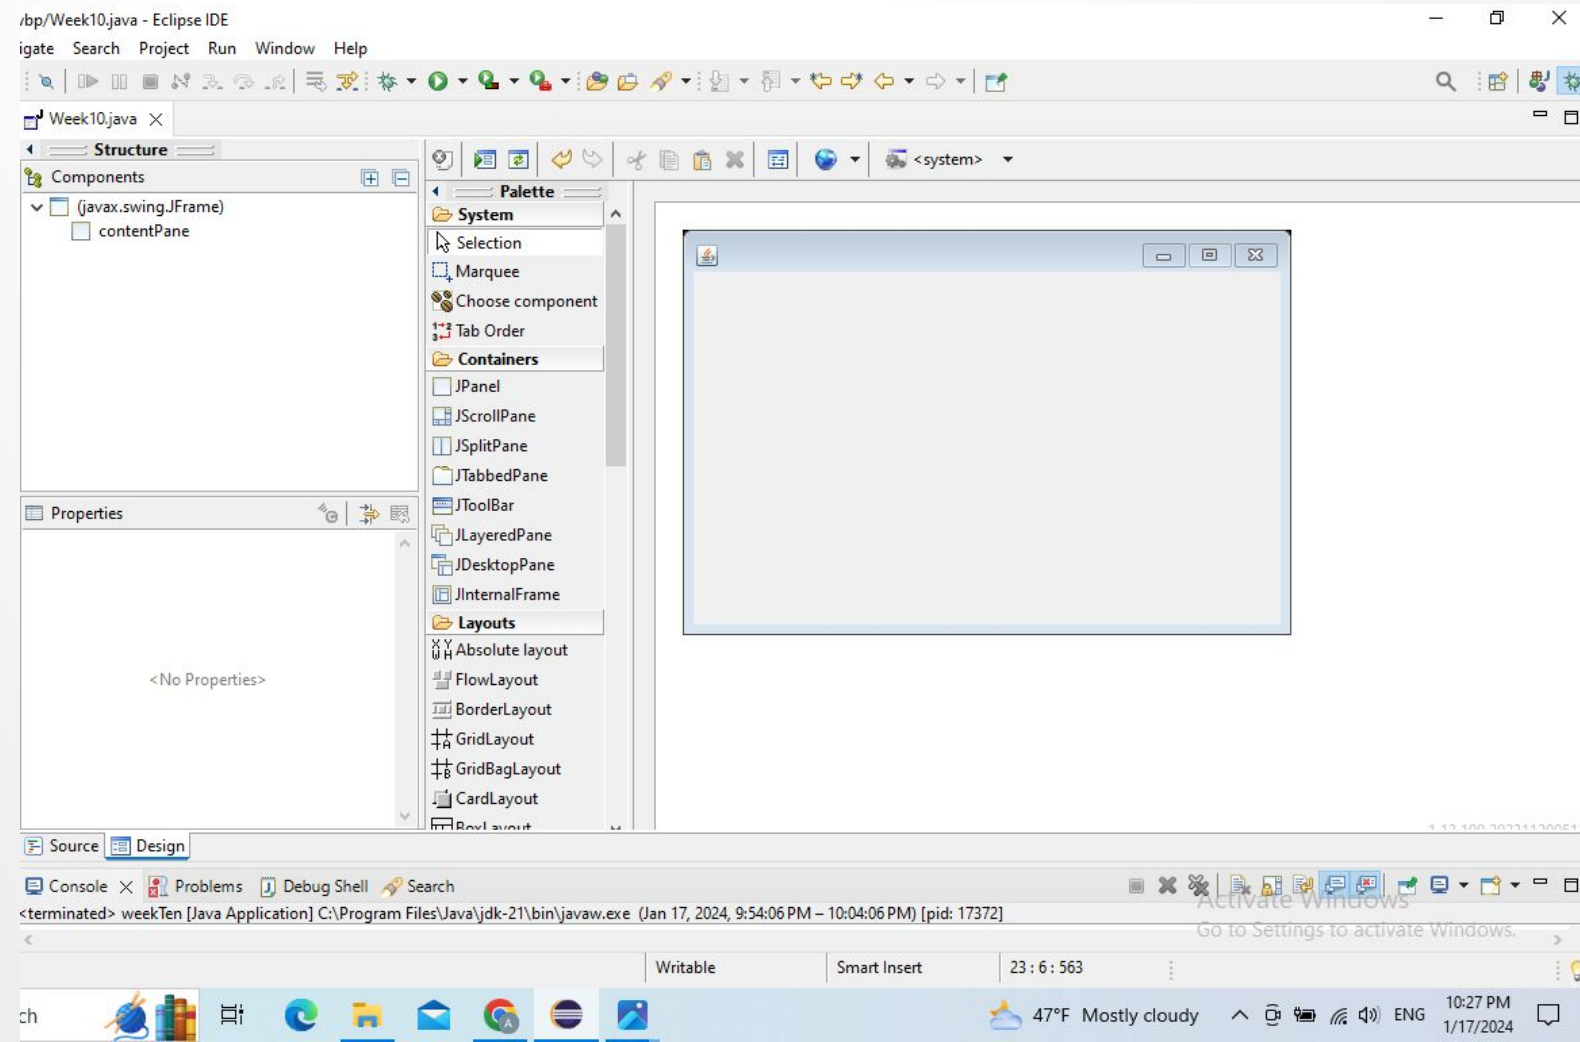 /bp/Week10.java - Eclipse IDE
igate Search Project Run Window Help
Week10.java
Structure
Components
(javax.swing.JFrame)
contentPane
Properties
<No Properties>
<system>
Palette
System
Selection
Marquee
Choose component
Tab Order
Containers
JPanel
JScrollPane
JSplitPane
JTabbedPane
JToolBar
JLayeredPane
JDesktopPane
JInternalFrame
Layouts
Absolute layout
FlowLayout
BorderLayout
GridLayout
GridBagLayout
CardLayout
BoxLayout
Source Design
Console Problems Debug Shell Search
<terminated> weekTen [Java Application] C:\Program Files\Java\jdk-21\bin\javaw.exe (Jan 17, 2024, 9:54:06 PM – 10:04:06 PM) [pid: 17372]
Activate Windows
Go to Settings to activate Windows.
Writable Smart Insert 23 : 6 : 563
ch 47°F Mostly cloudy ENG 10:27 PM
1/17/2024